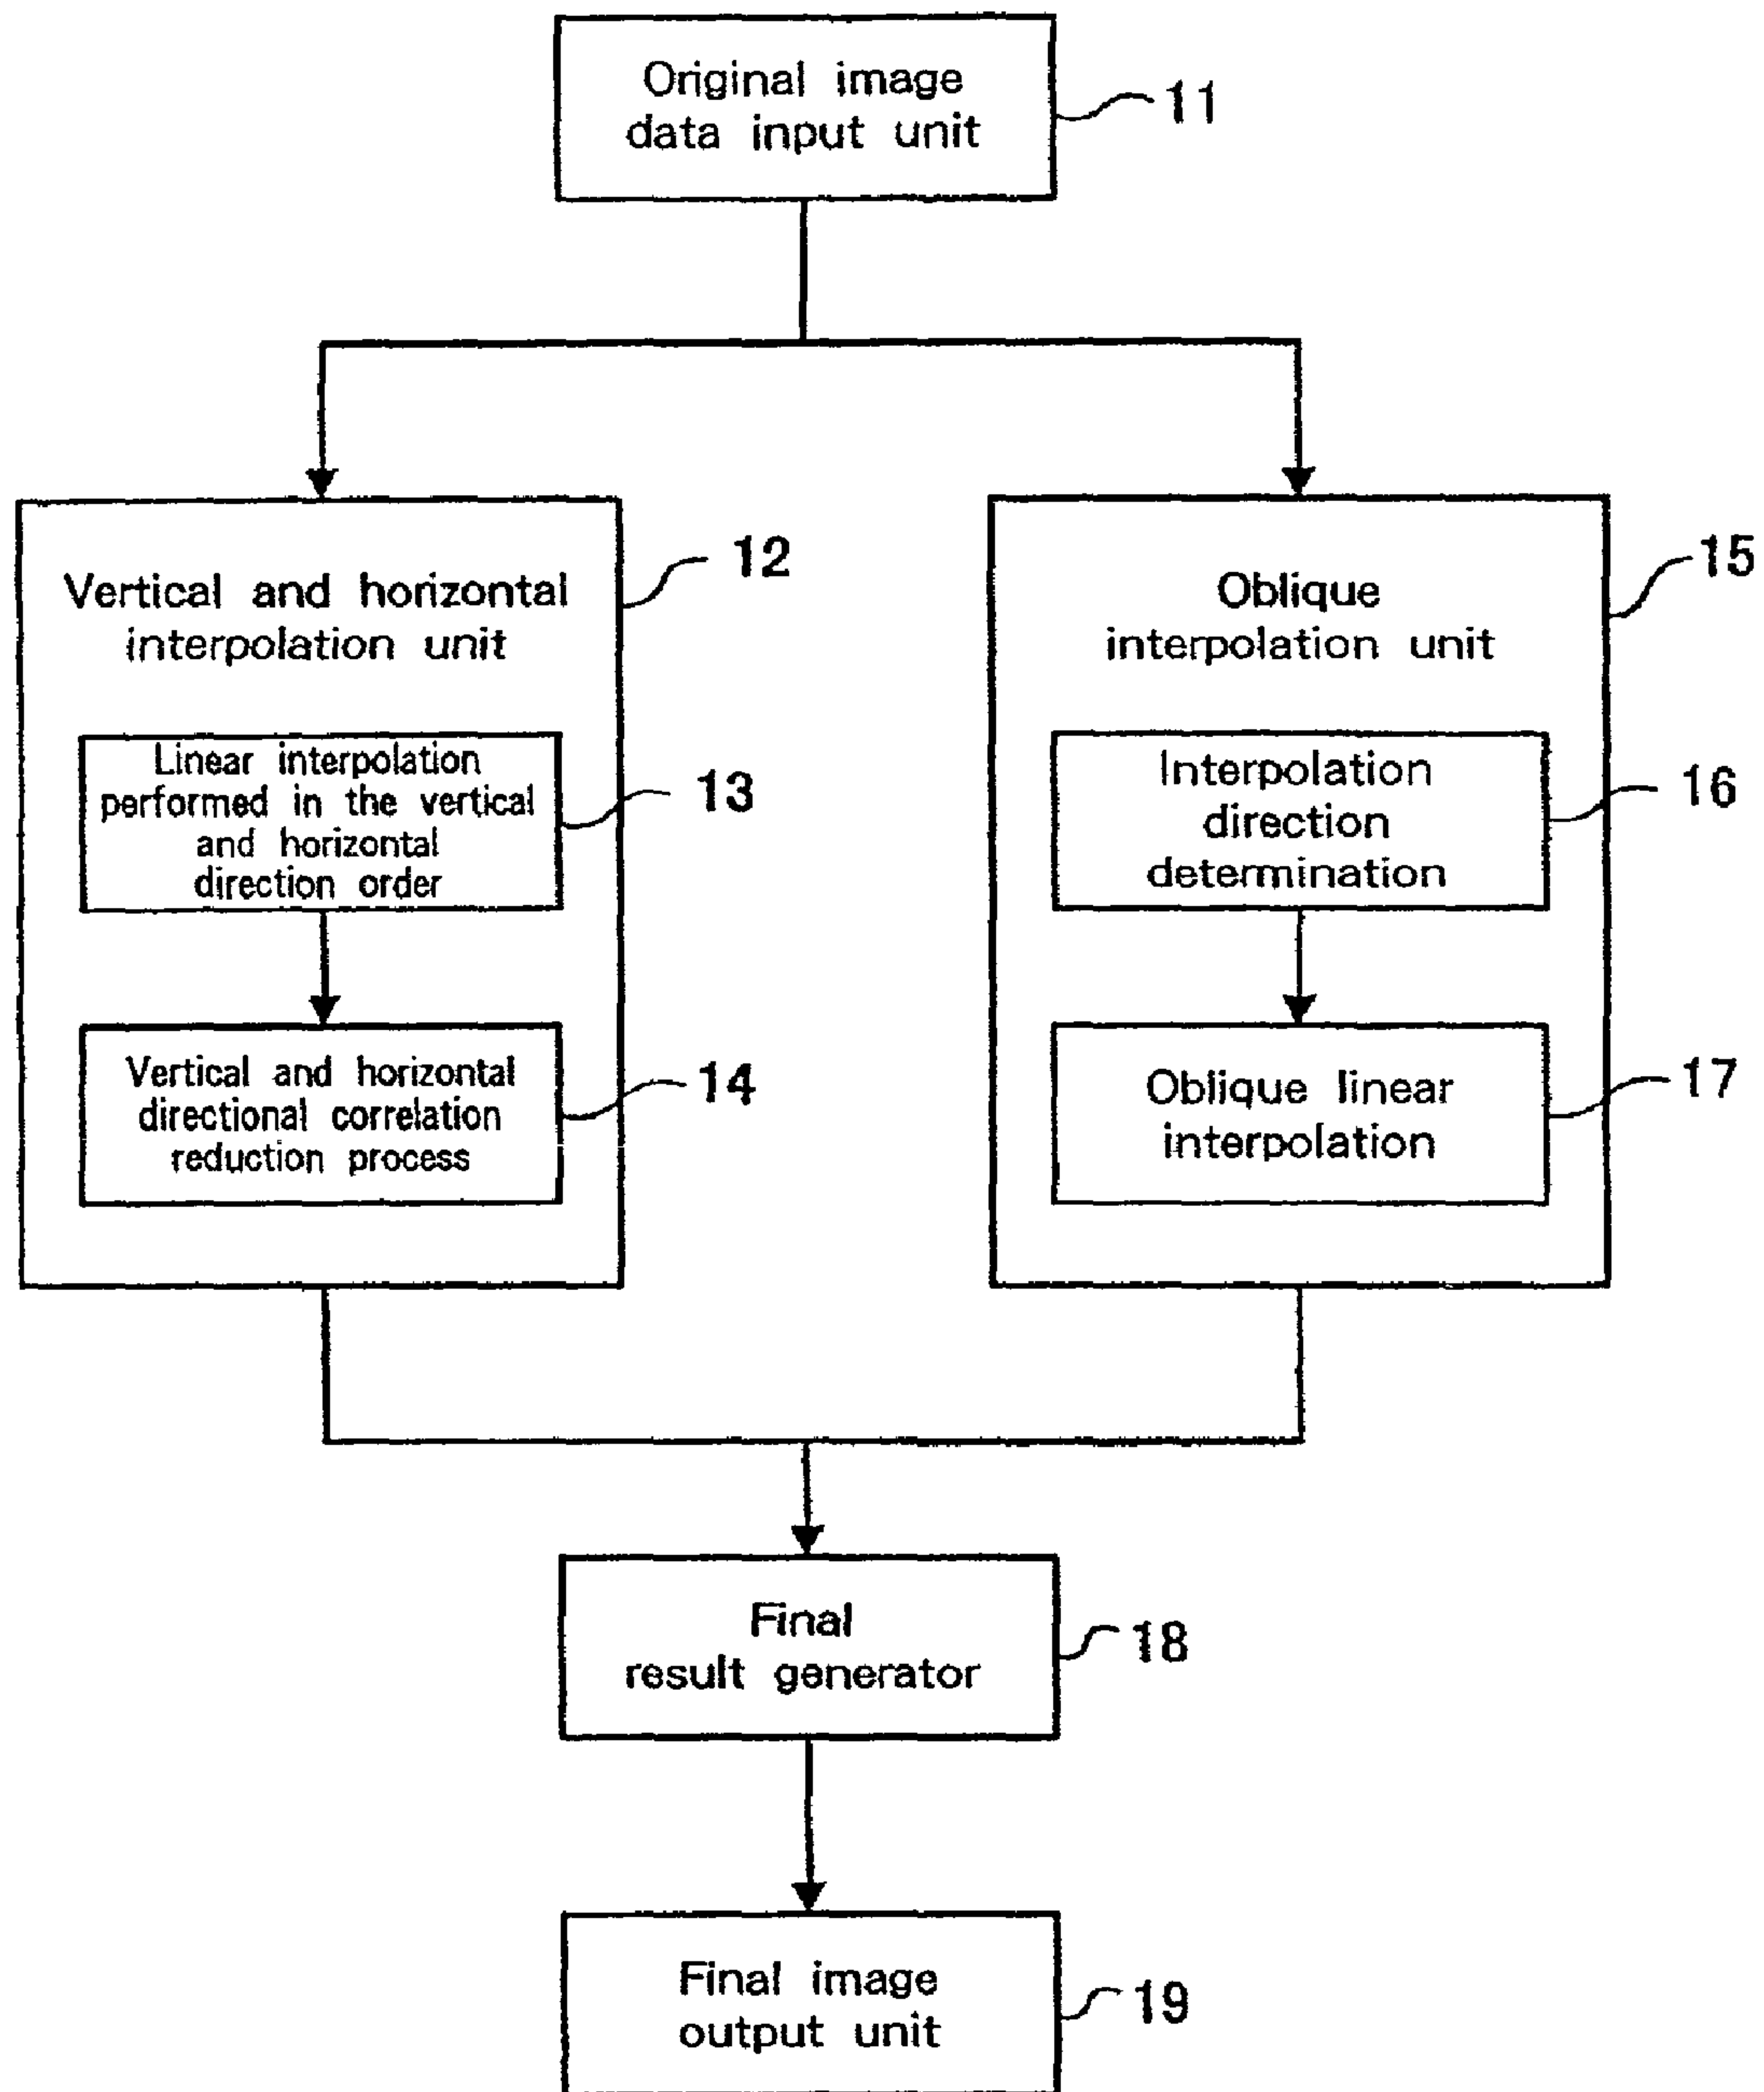 Original image
data input unit
11
Vertical and horizontal
interpolation unit
12
Linear interpolation
performed in the vertical
and horizontal
direction order
13
Vertical and horizontal
directional correlation
reduction process
14
Oblique
interpolation unit
15
Interpolation
direction
determination
16
Oblique linear
interpolation
17
Final
result generator
18
Final image
output unit
19